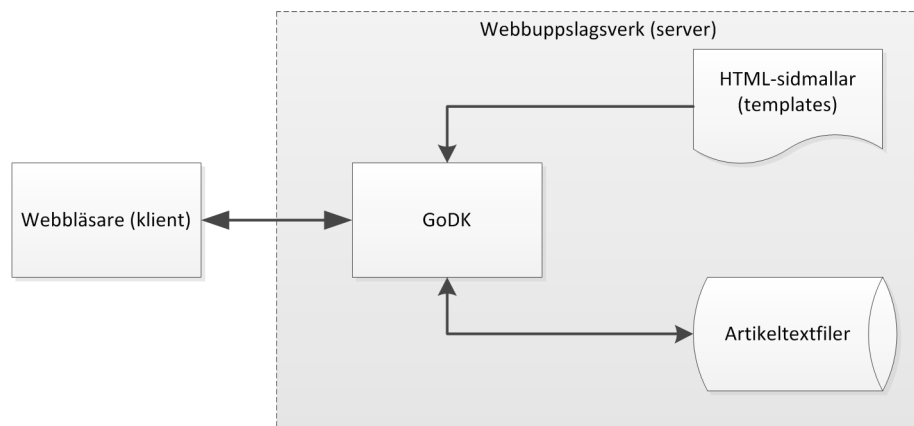 Webbuppslagsverk (server)
HTML-sidmallar
(templates)
Webbläsare (klient)
GoDK
Artikeltextfiler